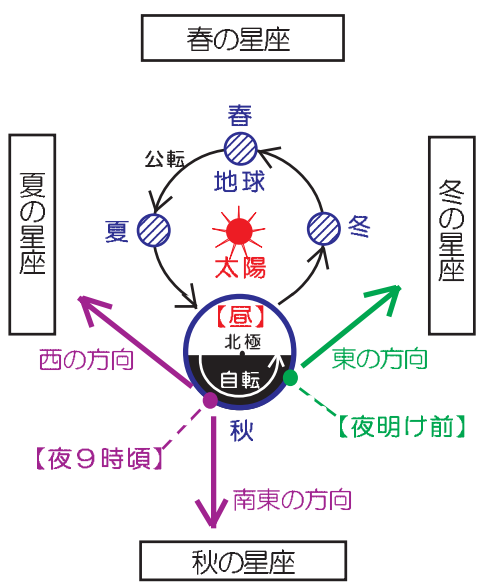 春の星座
春
公転
地球
夏の星座
夏
冬
冬の星座
太陽
【昼】
北極
西の方向
東の方向
自転
秋
【夜明け前】
【夜9時頃】
南東の方向
秋の星座